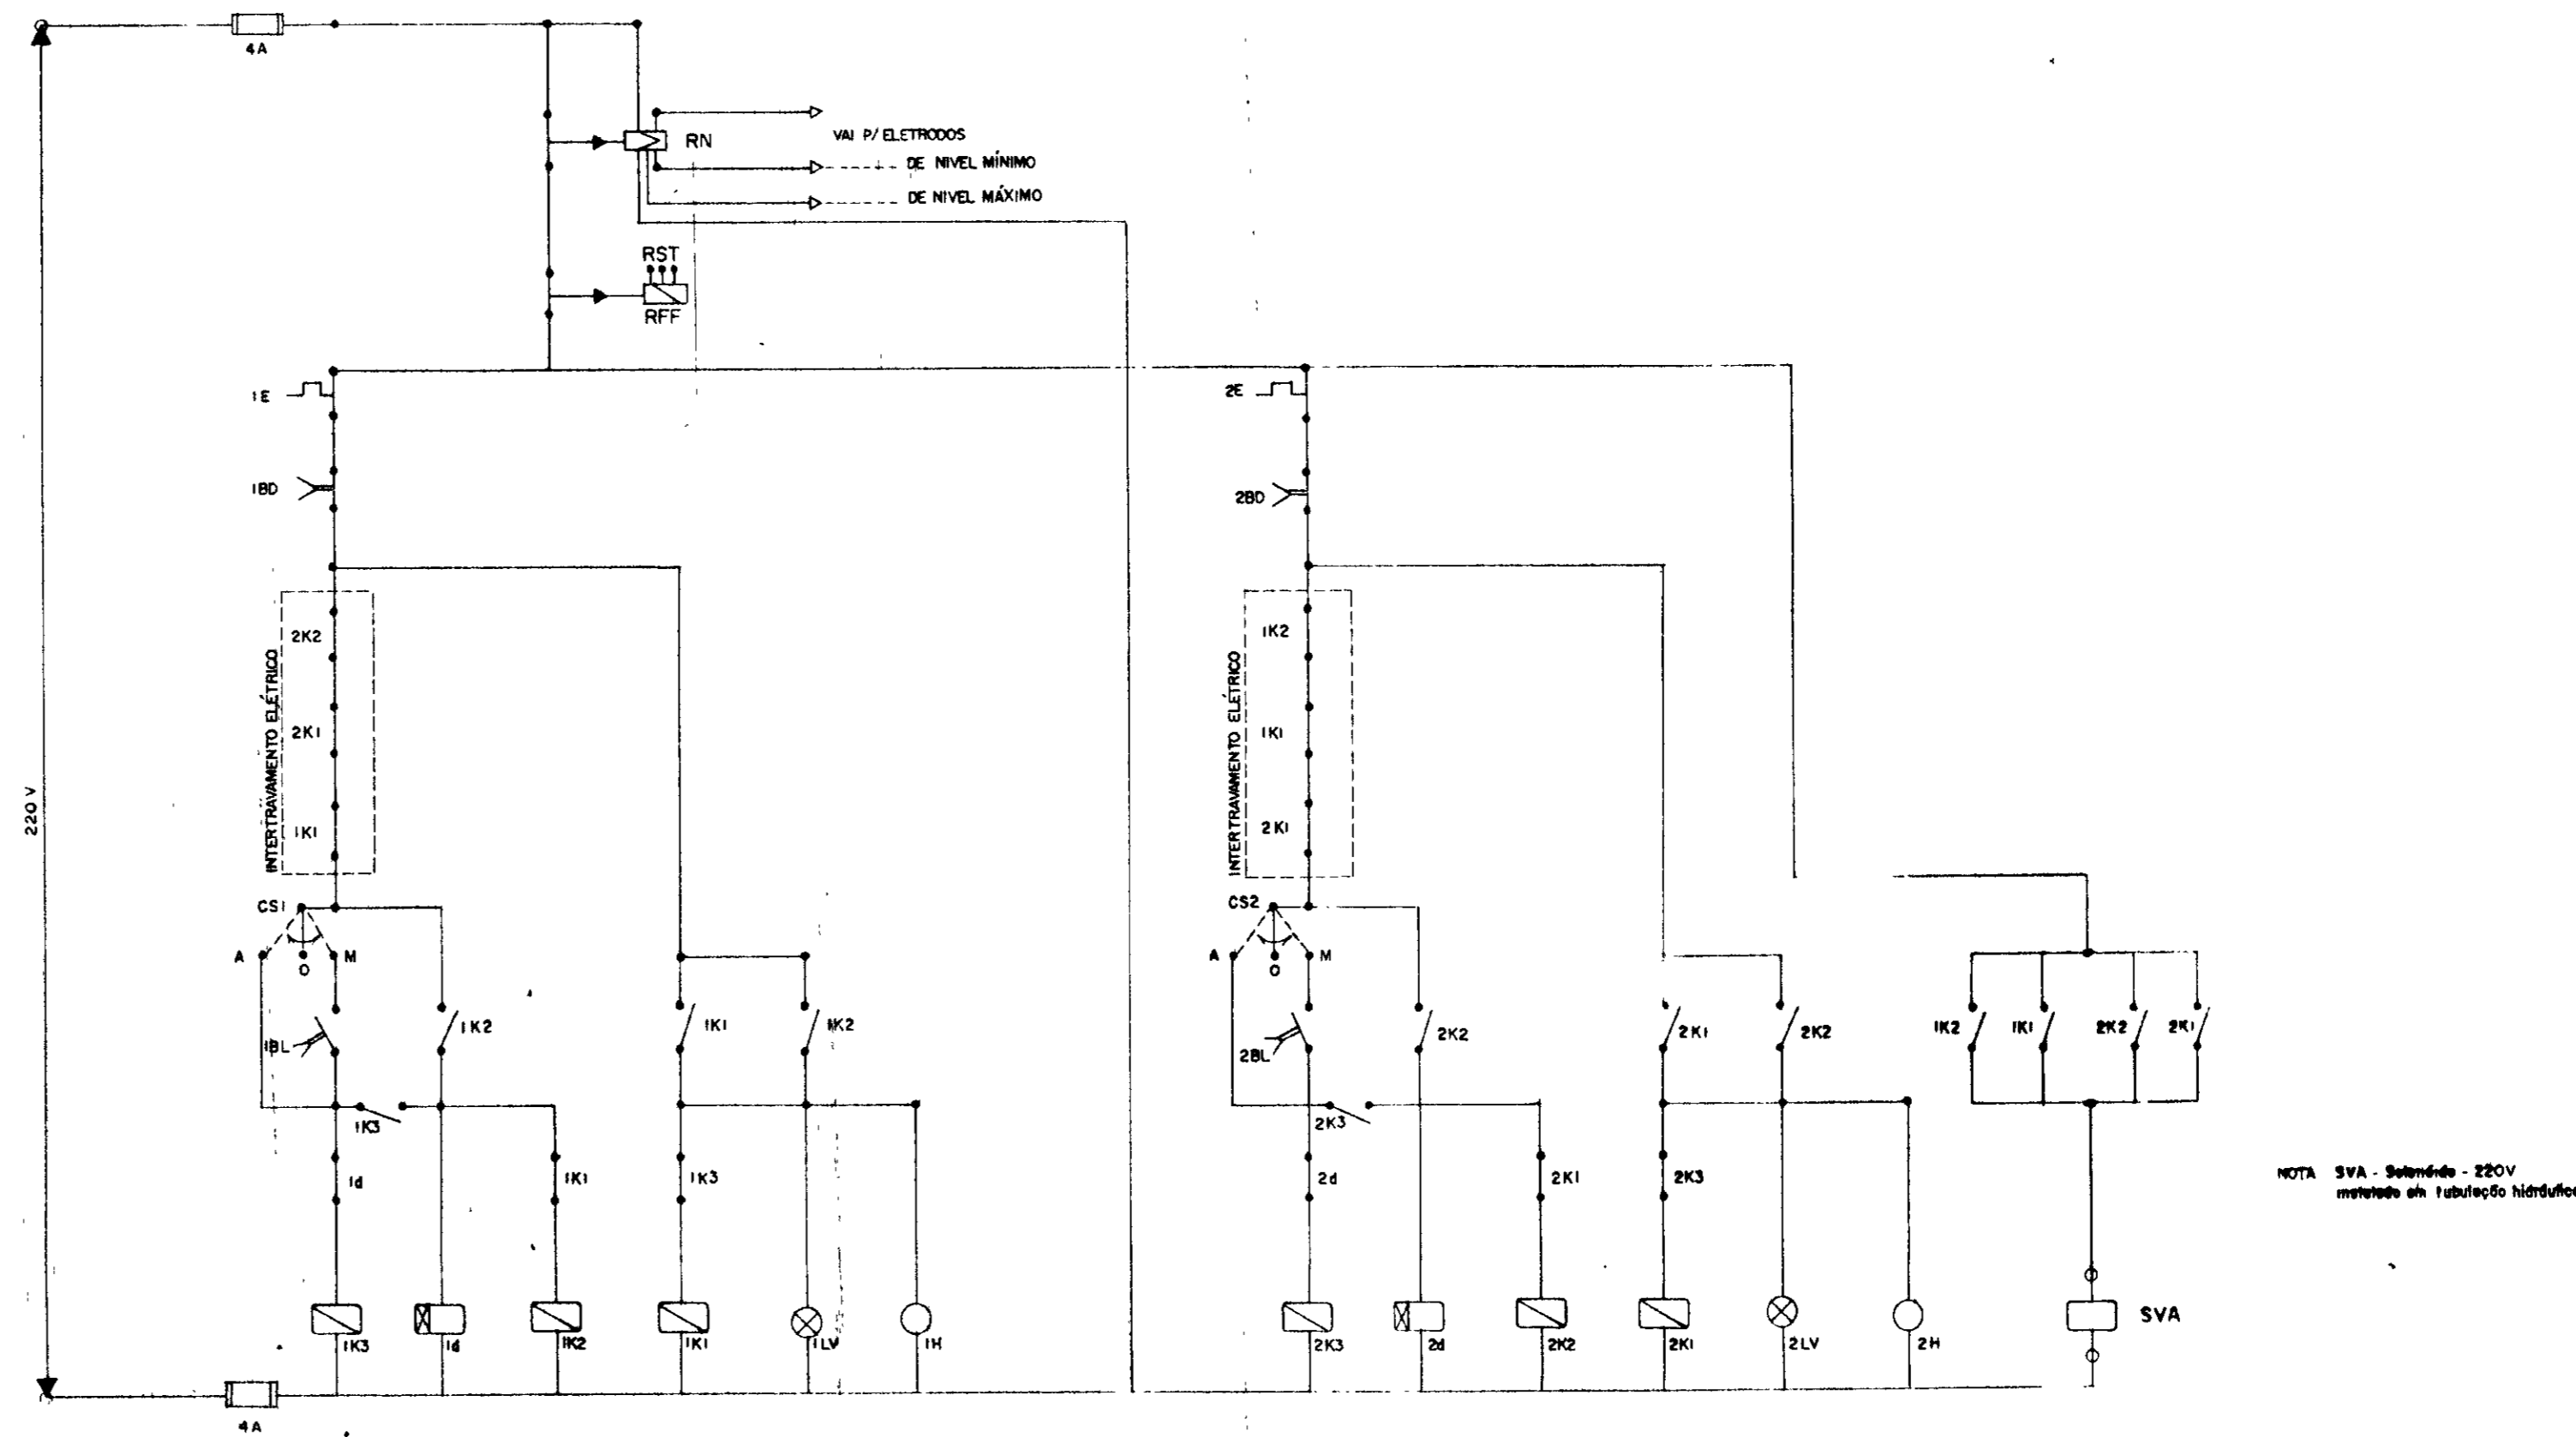 4A
RN
VAI P/ ELETRODOS
DE NIVEL MÍNIMO
DE NIVEL MÁXIMO
RST
RFF
1E
2E
1BD
2BD
220 V
INTERTRAVAMENTO ELÉTRICO
2K2
2K1
1K1
INTERTRAVAMENTO ELÉTRICO
1K2
1K1
2K1
CS1
A
O
M
CS2
A
O
M
1BL
1K2
1K1
1K2
2BL
2K2
2K1
2K2
1K2
1K1
2K2
2K1
1K3
2K3
1d
1K1
1K3
2d
2K1
2K3
NOTA SVA - - 220V
em tubulação
1K3
1d
1K2
1K1
1LV
1H
2K3
2d
2K2
2K1
2LV
2H
SVA
4A